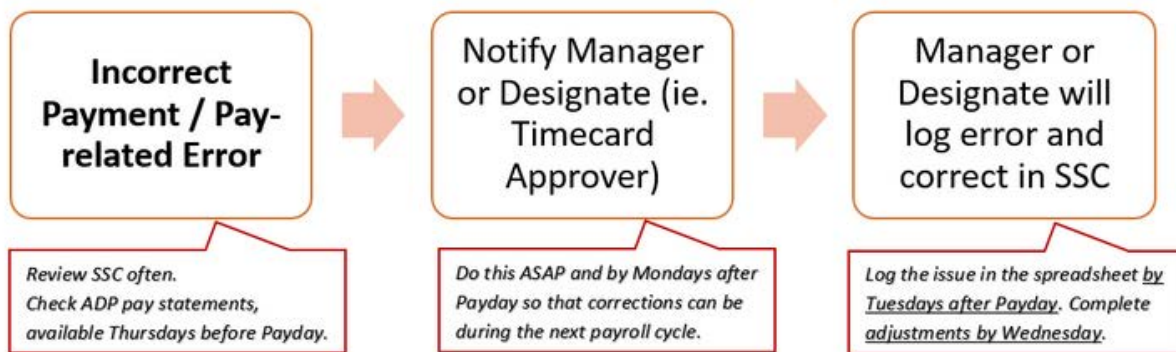 Incorrect
Payment / Pay-
related Error
Notify Manager
or Designate (ie.
Timecard
Approver)
Manager or
Designate will
log error and
correct in SSC
Review SSC often.
Check ADP pay statements,
available Thursdays before Payday.
Do this ASAP and by Mondays after
Payday so that corrections can be
during the next payroll cycle.
Log the issue in the spreadsheet by
Tuesdays after Payday. Complete
adjustments by Wednesday.